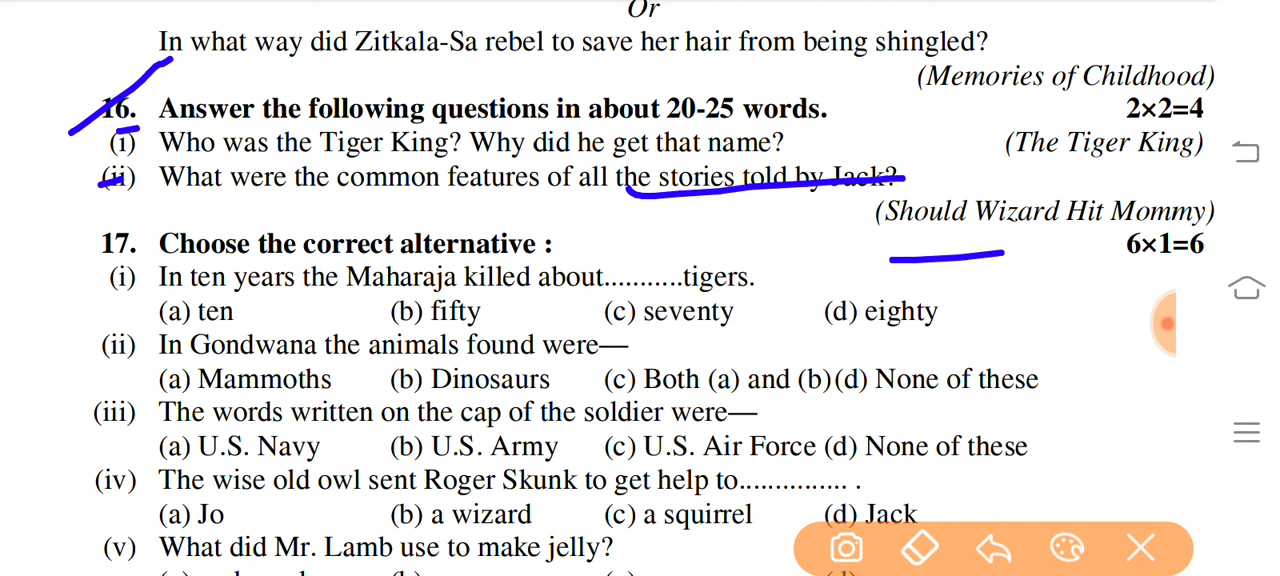 Or
In what way did Zitkala-Sa rebel to save her hair from being shingled?
(Memories of Childhood)
16. Answer the following questions in about 20-25 words. 2×2=4
(i) Who was the Tiger King? Why did he get that name? (The Tiger King)
(ii) What were the common features of all the stories told by Jack?
(Should Wizard Hit Mommy)
17. Choose the correct alternative : 6×1=6
(i) In ten years the Maharaja killed about...........tigers.
(a) ten (b) fifty (c) seventy (d) eighty
(ii) In Gondwana the animals found were—
(a) Mammoths (b) Dinosaurs (c) Both (a) and (b) (d) None of these
(iii) The words written on the cap of the soldier were—
(a) U.S. Navy (b) U.S. Army (c) U.S. Air Force (d) None of these
(iv) The wise old owl sent Roger Skunk to get help to............... .
(a) Jo (b) a wizard (c) a squirrel (d) Jack
(v) What did Mr. Lamb use to make jelly?